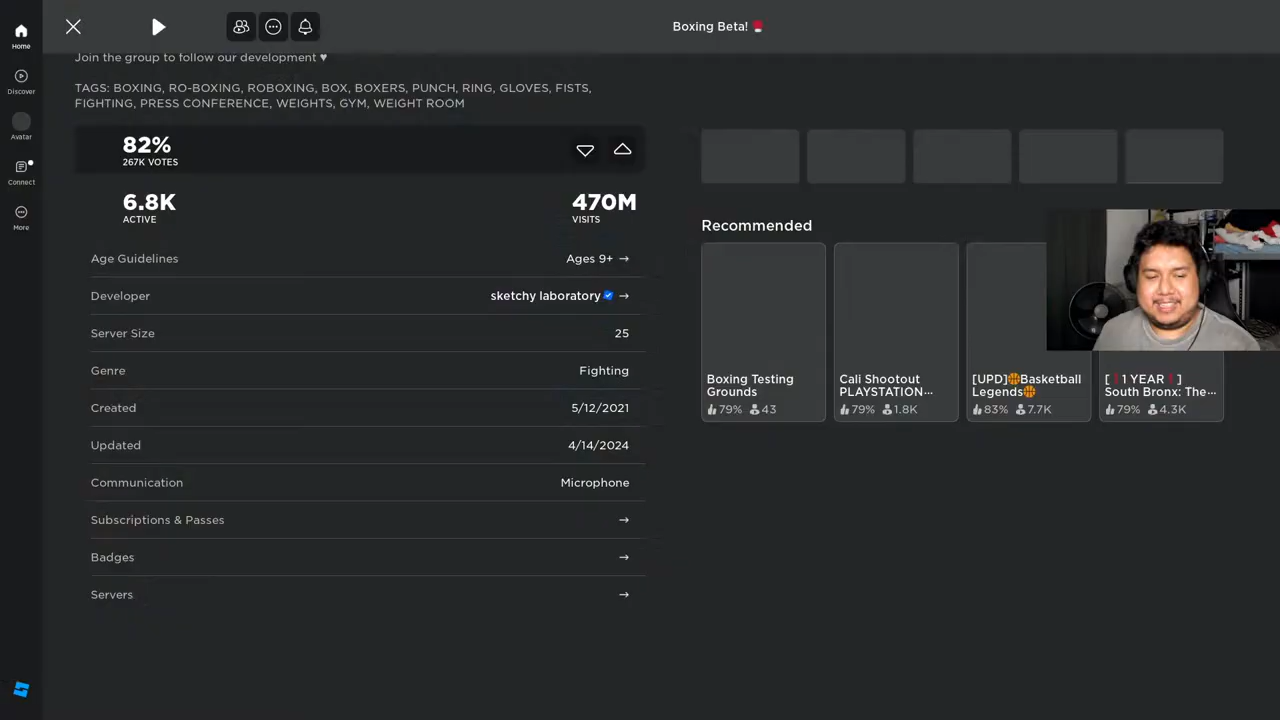 Boxing Beta! 🥊
Home
Discover
Avatar
Connect
More
Join the group to follow our development ♥
TAGS: BOXING, RO-BOXING, ROBOXING, BOX, BOXERS, PUNCH, RING, GLOVES, FISTS,
FIGHTING, PRESS CONFERENCE, WEIGHTS, GYM, WEIGHT ROOM
82%
267K VOTES
6.8K
ACTIVE
470M
VISITS
Age Guidelines
Ages 9+ →
Developer
sketchy laboratory →
Server Size
25
Genre
Fighting
Created
5/12/2021
Updated
4/14/2024
Communication
Microphone
Subscriptions & Passes →
Badges →
Servers →
Recommended
Boxing Testing
Grounds
79% 43
Cali Shootout
PLAYSTATION...
79% 1.8K
[UPD]🏀Basketball
Legends🏀
83% 7.7K
[❗1 YEAR❗]
South Bronx: The...
79% 4.3K